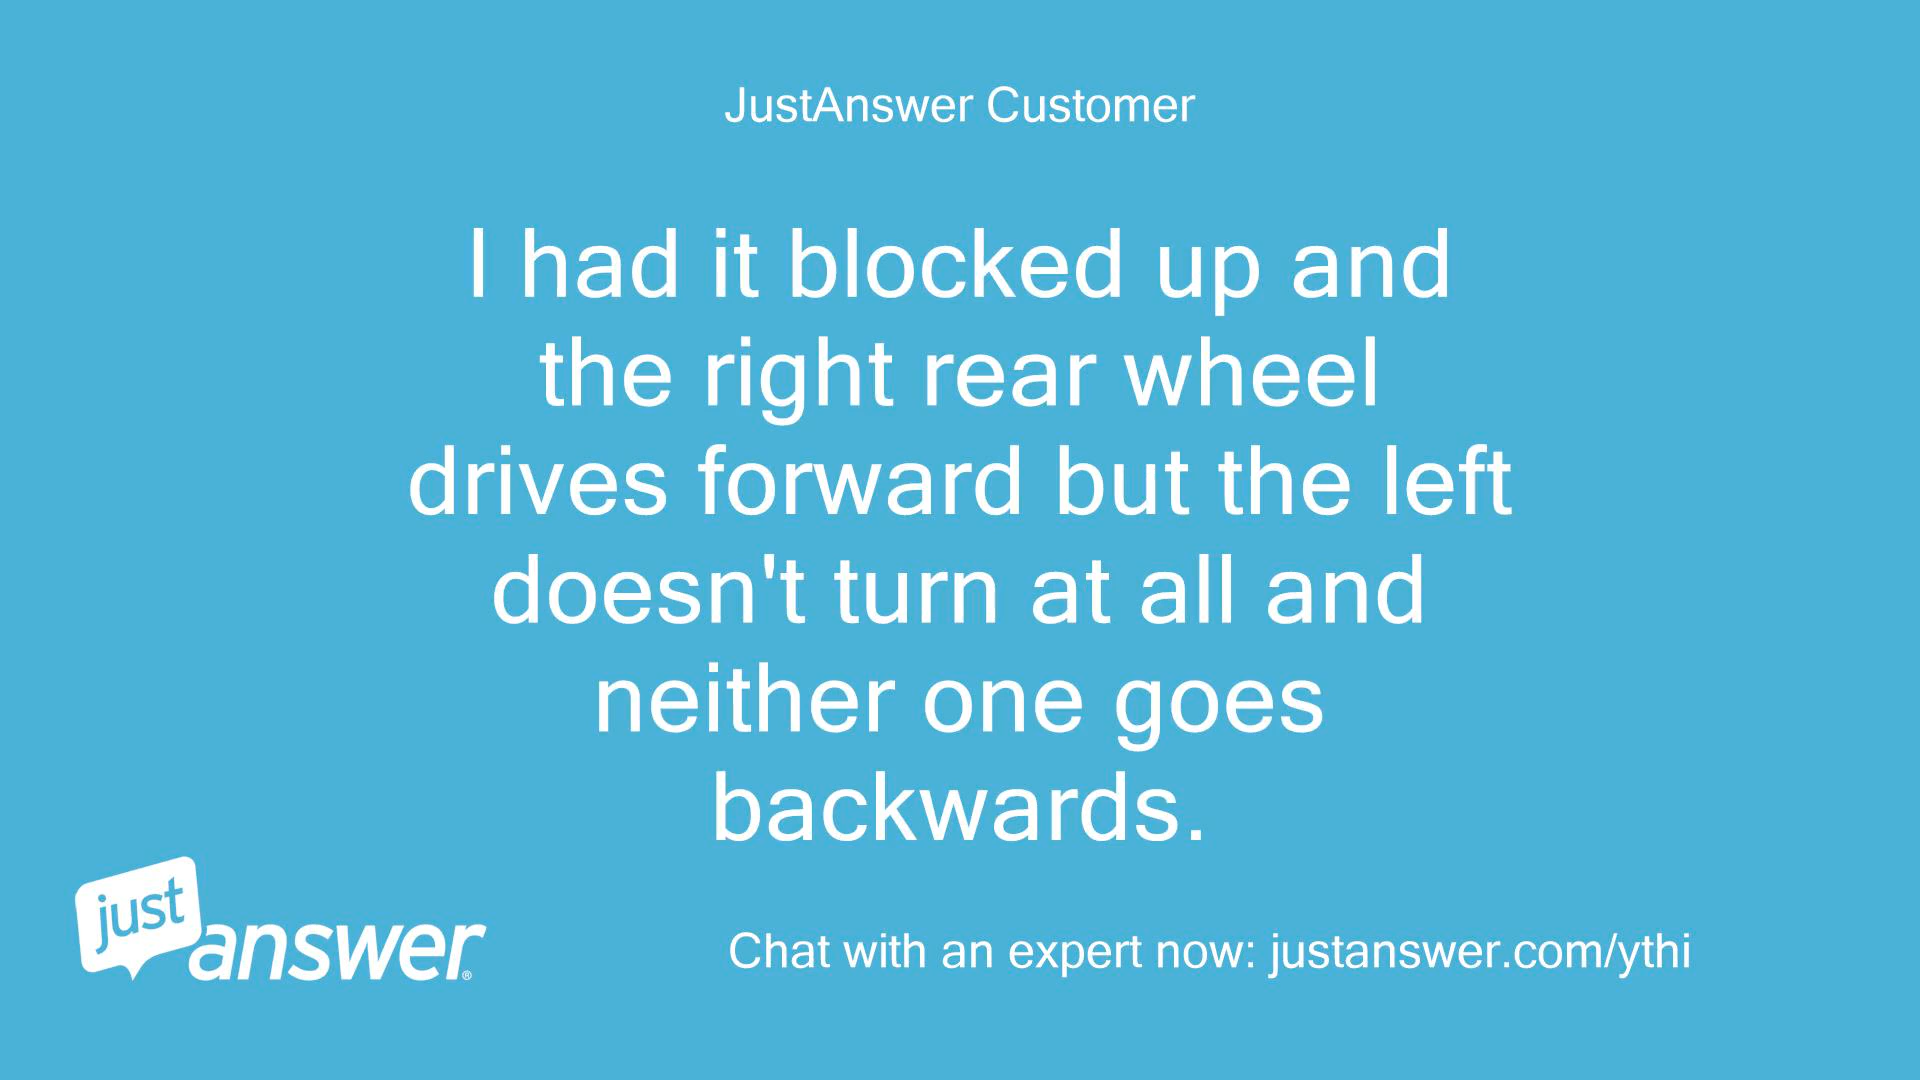 JustAnswer Customer
I had it blocked up and
the right rear wheel
drives forward but the left
doesn't turn at all and
neither one goes
backwards.
just
answer®
Chat with an expert now: justanswer.com/ythi